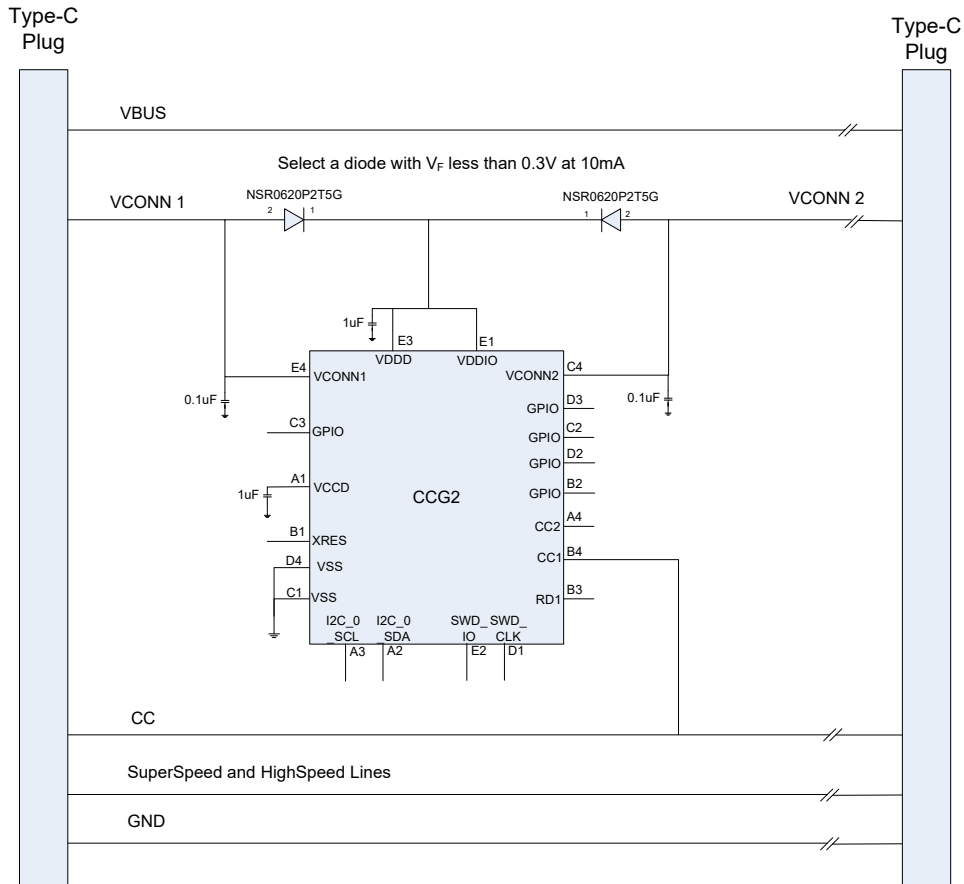 Type-C
Plug
Type-C
Plug
VBUS
Select a diode with VF less than 0.3V at 10mA
VCONN 1
NSR0620P2T5G
2
1
NSR0620P2T5G
1
2
VCONN 2
1uF
E3
E1
VDDD
VDDIO
E4
VCONN1
C4
VCONN2
0.1uF
0.1uF
D3
GPIO
C3
GPIO
C2
GPIO
D2
GPIO
B2
GPIO
A1
VCCD
1uF
CCG2
A4
CC2
B1
XRES
B4
CC1
D4
VSS
C1
VSS
B3
RD1
I2C_0
_SCL
I2C_0
_SDA
SWD_
IO
SWD_
CLK
A3
A2
E2
D1
CC
SuperSpeed and HighSpeed Lines
GND